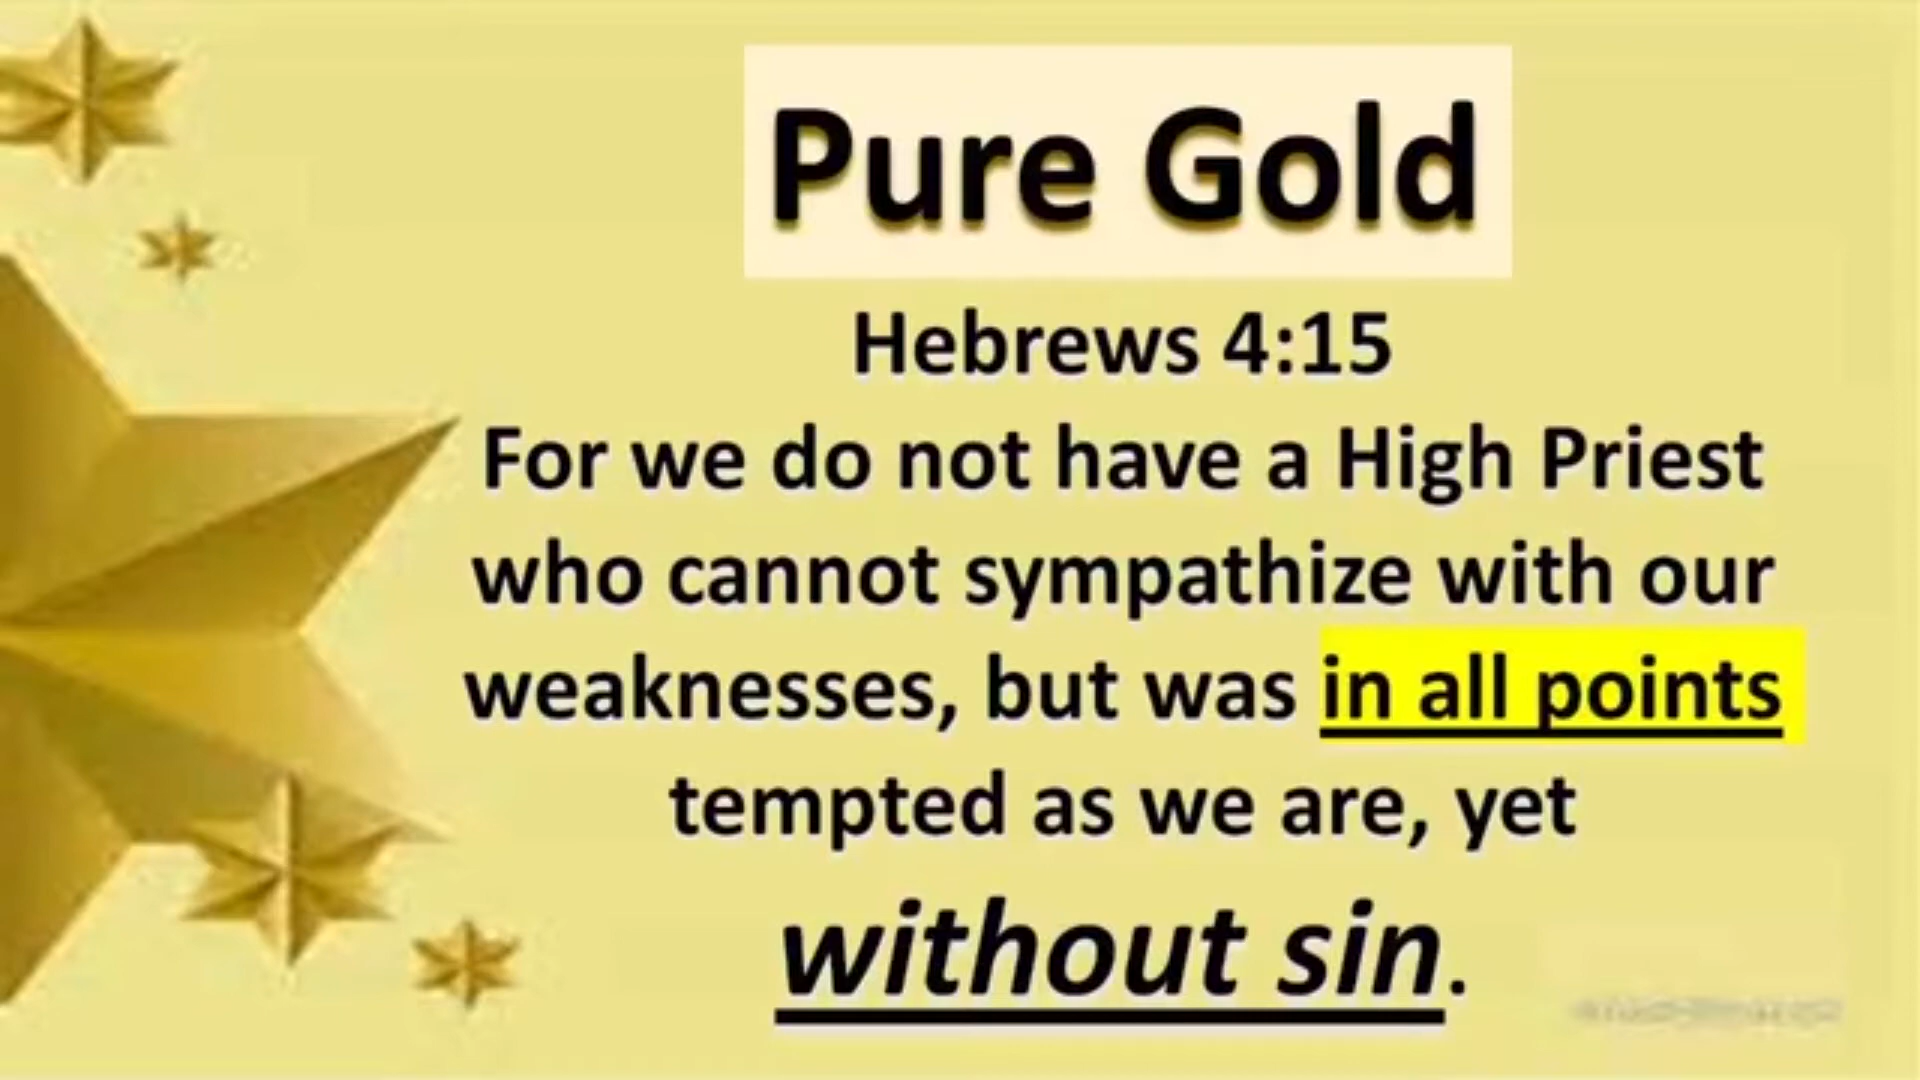 Pure Gold
Hebrews 4:15
For we do not have a High Priest
who cannot sympathize with our
weaknesses, but was in all points
tempted as we are, yet
without sin.